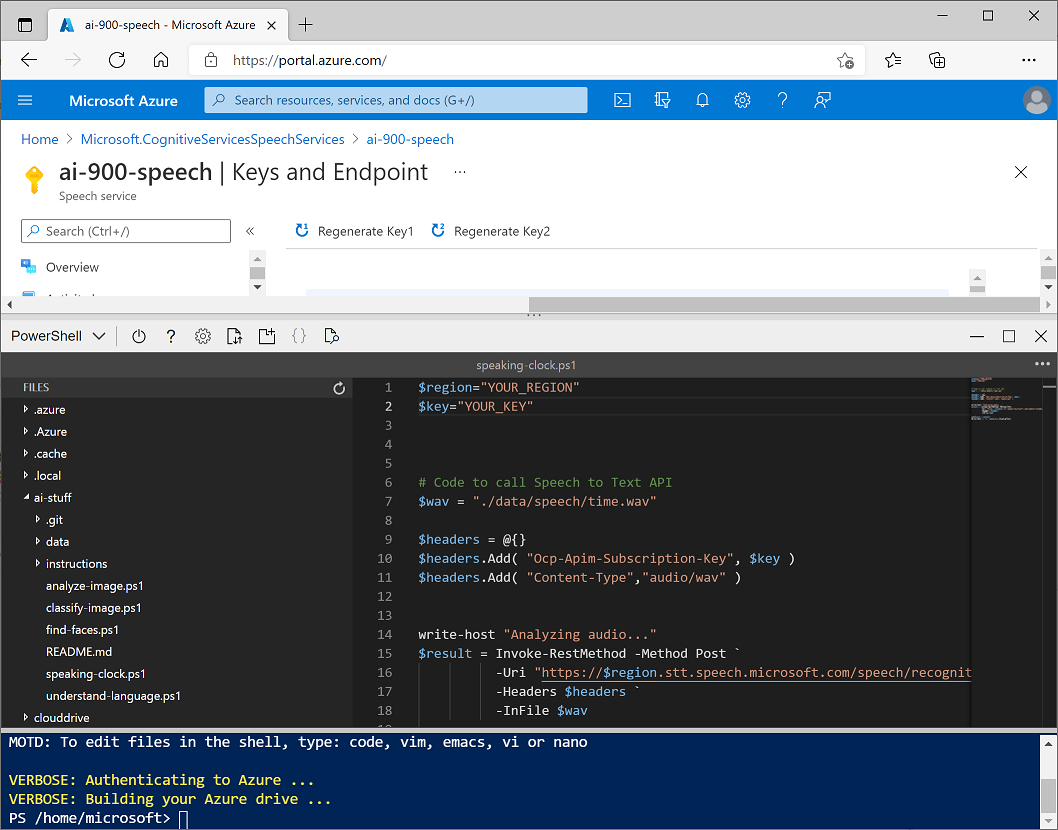 ai-900-speech - Microsoft Azure
https://portal.azure.com/
Microsoft Azure
Search resources, services, and docs (G+/)
Home > Microsoft.CognitiveServicesSpeechServices > ai-900-speech
ai-900-speech | Keys and Endpoint ...
Speech service
Search (Ctrl+/)
«
Regenerate Key1
Regenerate Key2
Overview
PowerShell
speaking-clock.ps1
FILES
.azure
.Azure
.cache
.local
ai-stuff
.git
data
instructions
analyze-image.ps1
classify-image.ps1
find-faces.ps1
README.md
speaking-clock.ps1
understand-language.ps1
clouddrive
1 $region="YOUR_REGION"
2 $key="YOUR_KEY"
3
4
5
6 # Code to call Speech to Text API
7 $wav = "./data/speech/time.wav"
8
9 $headers = @{}
10 $headers.Add( "Ocp-Apim-Subscription-Key", $key )
11 $headers.Add( "Content-Type","audio/wav" )
12
13
14 write-host "Analyzing audio..."
15 $result = Invoke-RestMethod -Method Post `
16 -Uri "https://$region.stt.speech.microsoft.com/speech/recognit
17 -Headers $headers `
18 -InFile $wav
MOTD: To edit files in the shell, type: code, vim, emacs, vi or nano
VERBOSE: Authenticating to Azure ...
VERBOSE: Building your Azure drive ...
PS /home/microsoft>